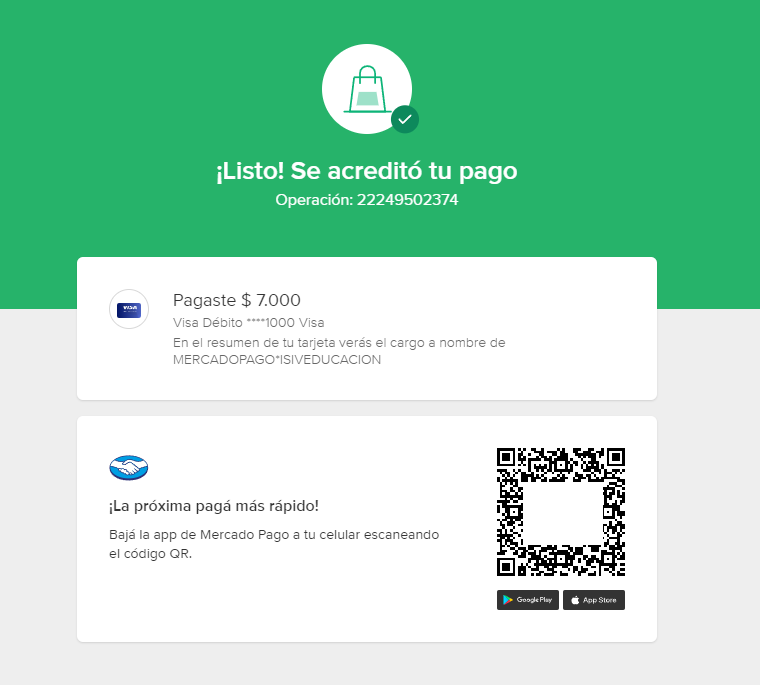 ¡Listo! Se acreditó tu pago
Operación: 22249502374
VISA
Pagaste $ 7.000
Visa Débito ****1000 Visa
En el resumen de tu tarjeta verás el cargo a nombre de
MERCADOPAGO*ISIVEDUCACION
¡La próxima pagá más rápido!
Bajá la app de Mercado Pago a tu celular escaneando
el código QR.
Google Play
App Store